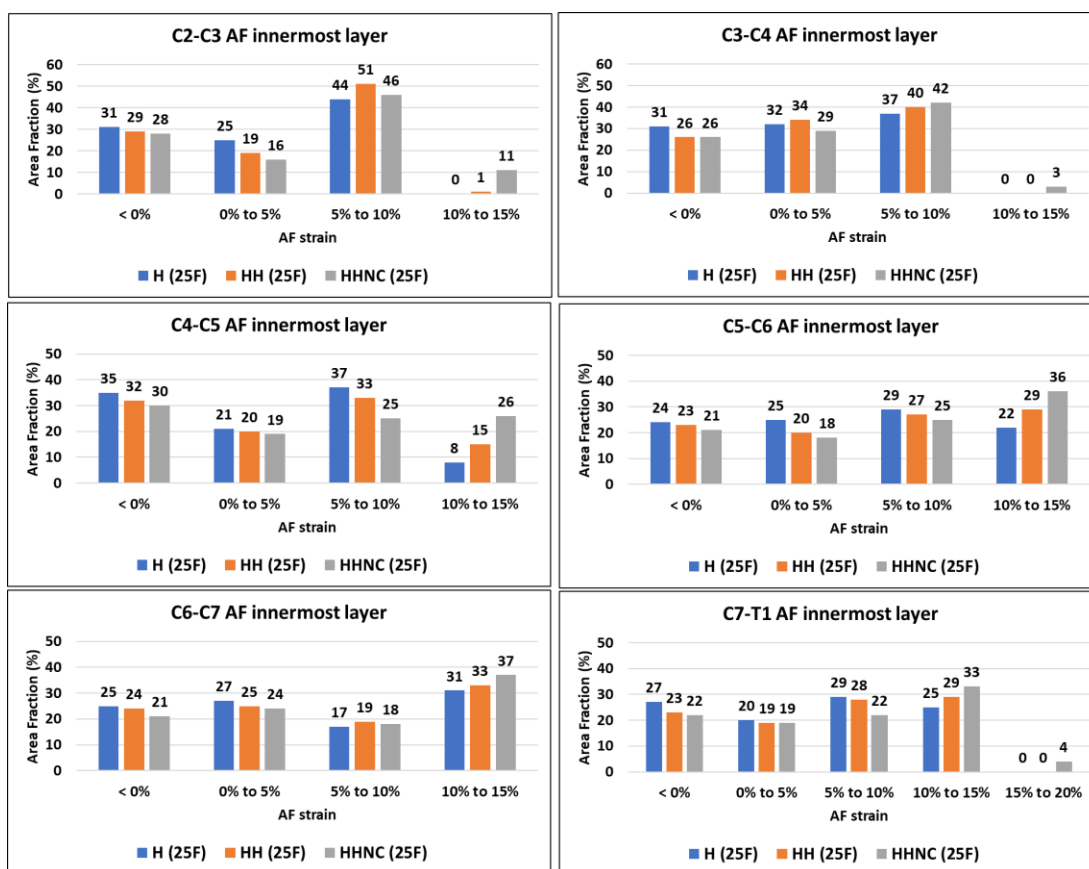 C2-C3 AF innermost layer
Area Fraction (%)
60
50
40
30
20
10
0
31 29 28
25 19 16
44 51 46
0 1 11
< 0% 0% to 5% 5% to 10% 10% to 15%
AF strain
H (25F) HH (25F) HHNC (25F)
C3-C4 AF innermost layer
Area Fraction (%)
60
50
40
30
20
10
0
31 26 26
32 34 29
37 40 42
0 0 3
< 0% 0% to 5% 5% to 10% 10% to 15%
AF strain
H (25F) HH (25F) HHNC (25F)
C4-C5 AF innermost layer
Area Fraction (%)
50
40
30
20
10
0
35 32 30
21 20 19
37 33 25
8 15 26
< 0% 0% to 5% 5% to 10% 10% to 15%
AF strain
H (25F) HH (25F) HHNC (25F)
C5-C6 AF innermost layer
Area Fraction (%)
50
40
30
20
10
0
24 23 21
25 20 18
29 27 25
22 29 36
< 0% 0% to 5% 5% to 10% 10% to 15%
AF strain
H (25F) HH (25F) HHNC (25F)
C6-C7 AF innermost layer
Area Fraction (%)
50
40
30
20
10
0
25 24 21
27 25 24
17 19 18
31 33 37
< 0% 0% to 5% 5% to 10% 10% to 15%
AF strain
H (25F) HH (25F) HHNC (25F)
C7-T1 AF innermost layer
Area Fraction (%)
50
40
30
20
10
0
27 23 22
20 19 19
29 28 22
25 29 33
0 0 4
< 0% 0% to 5% 5% to 10% 10% to 15% 15% to 20%
AF strain
H (25F) HH (25F) HHNC (25F)